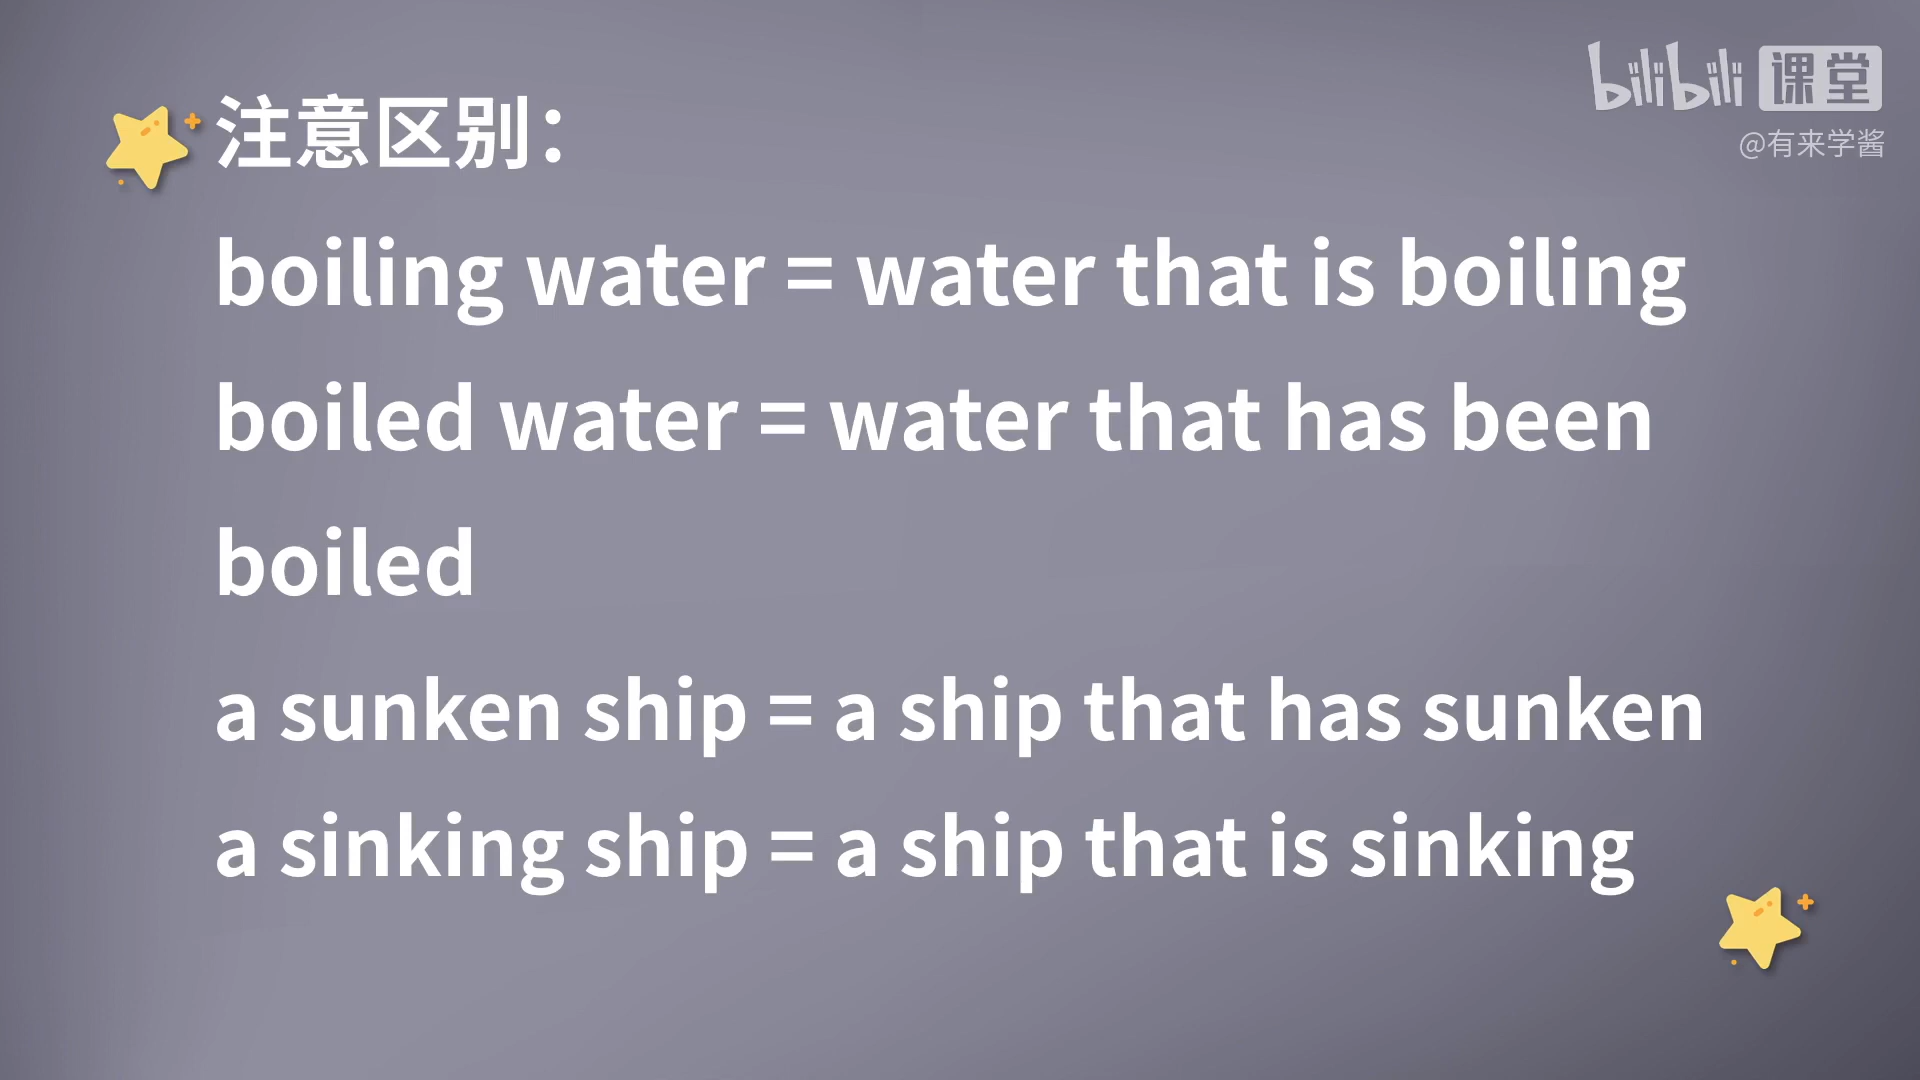 bilibili 课堂
@有来学酱
注意区别：
boiling water = water that is boiling
boiled water = water that has been
boiled
a sunken ship = a ship that has sunken
a sinking ship = a ship that is sinking